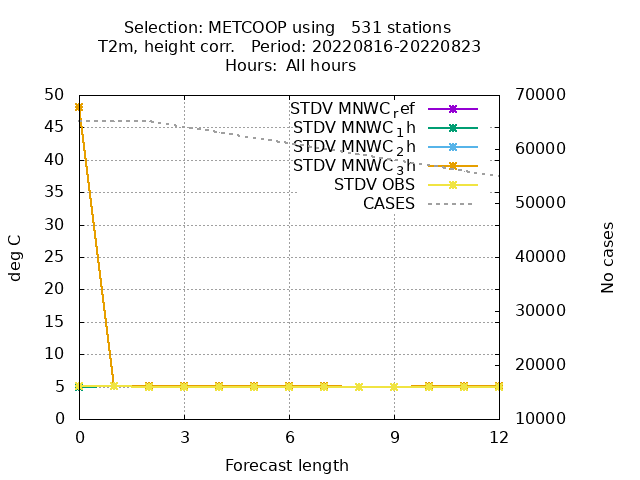 Selection: METCOOP using   531 stations
T2m, height corr.   Period: 20220816-20220823
Hours:  All hours
50
45
40
35
30
25
20
15
10
5
0
70000
60000
50000
40000
30000
20000
10000
0
3
6
9
12
deg C
No cases
Forecast length
STDV MNWC_ref
STDV MNWC_1h
STDV MNWC_2h
STDV MNWC_3h
STDV OBS
CASES